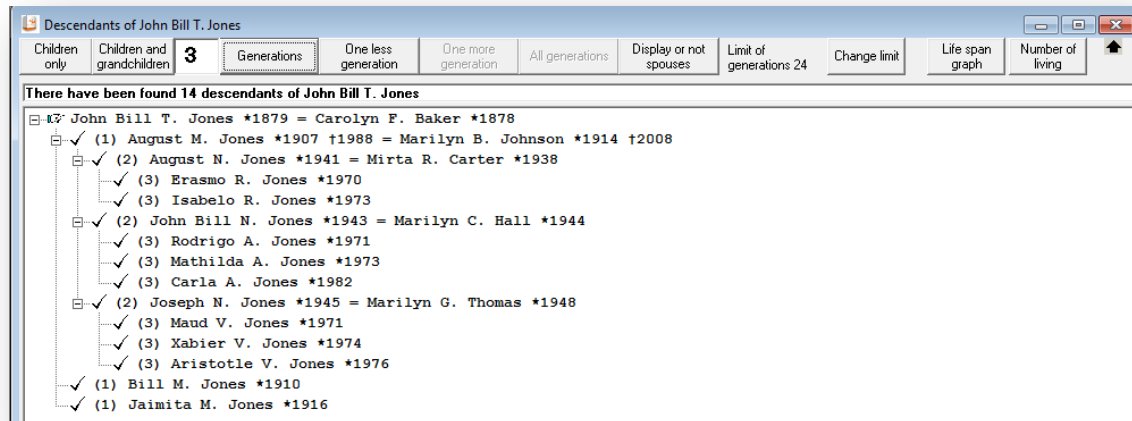 Descendants of John Bill T. Jones
Children only
Children and grandchildren
3
Generations
One less generation
One more generation
All generations
Display or not spouses
Limit of generations 24
Change limit
Life span graph
Number of living
There have been found 14 descendants of John Bill T. Jones
John Bill T. Jones *1879 = Carolyn F. Baker *1878
(1) August M. Jones *1907 †1988 = Marilyn B. Johnson *1914 †2008
(2) August N. Jones *1941 = Mirta R. Carter *1938
(3) Erasmo R. Jones *1970
(3) Isabelo R. Jones *1973
(2) John Bill N. Jones *1943 = Marilyn C. Hall *1944
(3) Rodrigo A. Jones *1971
(3) Mathilda A. Jones *1973
(3) Carla A. Jones *1982
(2) Joseph N. Jones *1945 = Marilyn G. Thomas *1948
(3) Maud V. Jones *1971
(3) Xabier V. Jones *1974
(3) Aristotle V. Jones *1976
(1) Bill M. Jones *1910
(1) Jaimita M. Jones *1916